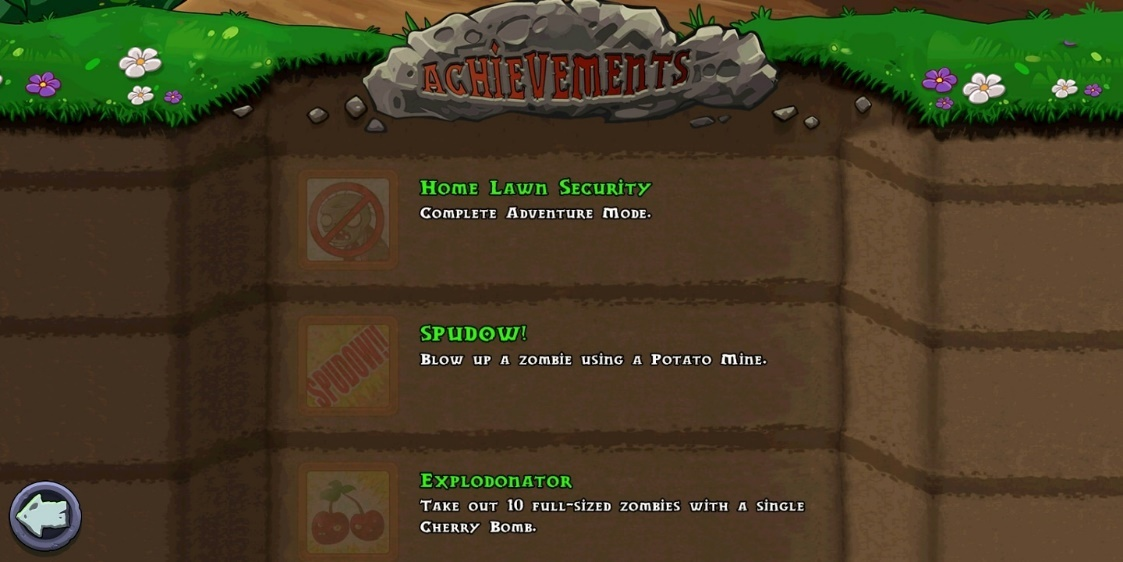 ACHIEVEMENTS
Home Lawn Security
Complete Adventure Mode.
SPUDOW!
SPUDOW!!
Blow up a zombie using a Potato Mine.
Explodonator
Take out 10 full-sized zombies with a single
Cherry Bomb.